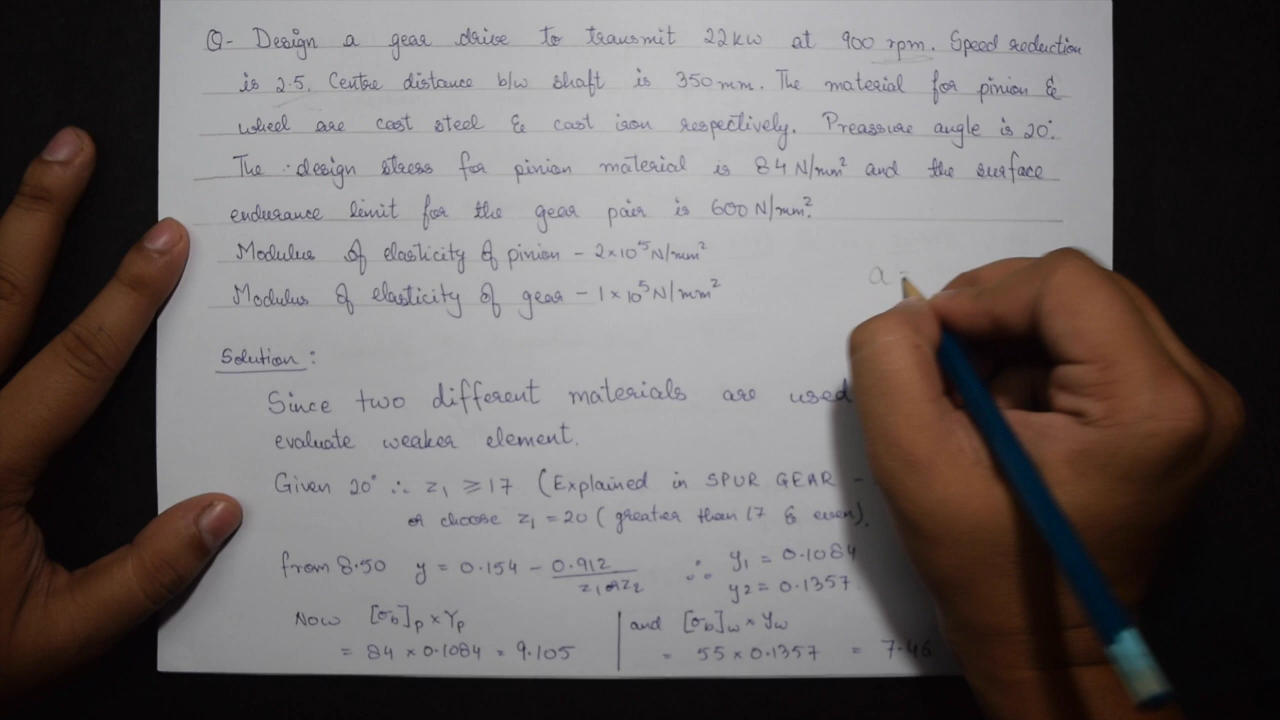 Q- Design a gear drive to transmit 22kw at 900 rpm. Speed reduction
is 2.5. Centre distance b/w shaft is 350mm. The material for pinion &
wheel are cast steel & cast iron respectively. Preassure angle is 20°.
The design stress for pinion material is 84 N/mm² and the surface
endurance limit for the gear pair is 600 N/mm².
Modulus of elasticity of pinion - 2×10⁵ N/mm²
Modulus of elasticity of gear - 1×10⁵ N/mm²
a =
Solution:
Since two different materials are used
evaluate weaker element.
Given 20° ∴ z₁ ≥ 17 (Explained in SPUR GEAR -
or choose z₁ = 20 (greater than 17 & even).
from 8.50 y = 0.154 - 0.912 / z₁ or z₂ ∴ y₁ = 0.1084
y2 = 0.1357
Now [σb]p × Yp and [σb]w × Yw
= 84 × 0.1084 = 9.105 = 55 × 0.1357 = 7.46